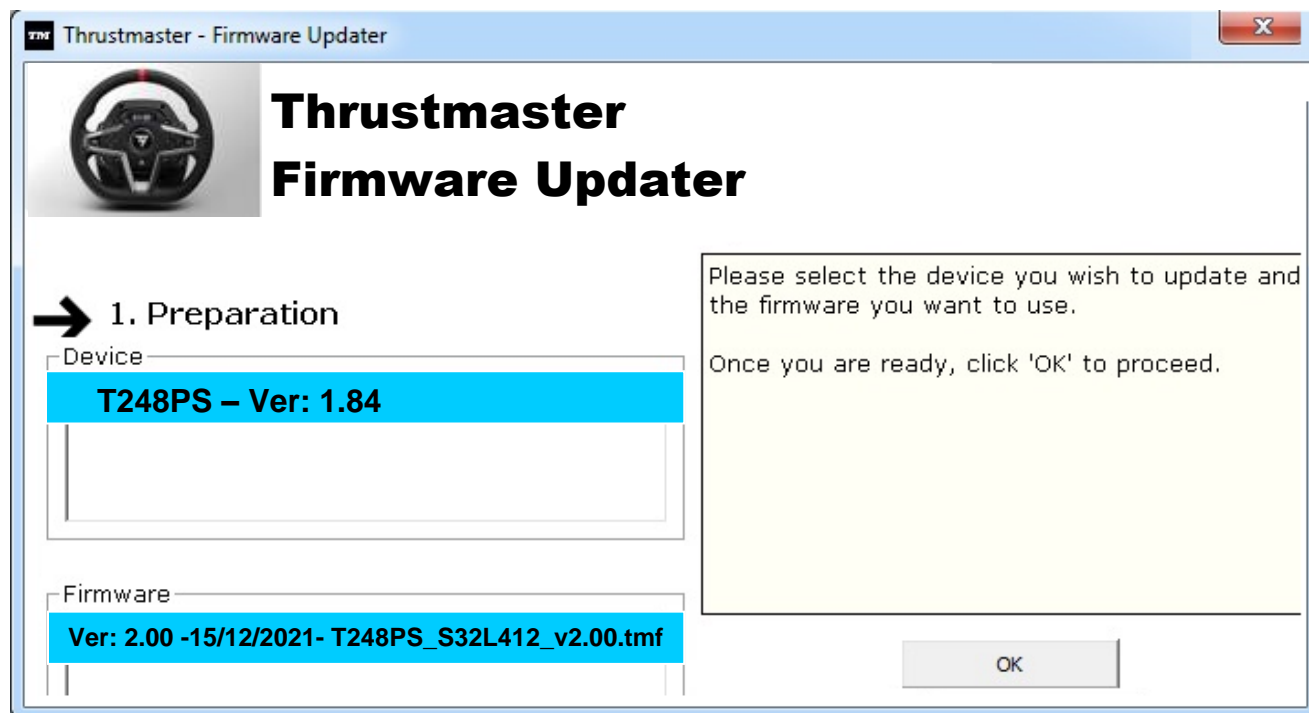 TM Thrustmaster - Firmware Updater
Thrustmaster
Firmware Updater
1. Preparation
Device
T248PS – Ver: 1.84
Firmware
Ver: 2.00 -15/12/2021- T248PS_S32L412_v2.00.tmf
Please select the device you wish to update and
the firmware you want to use.
Once you are ready, click 'OK' to proceed.
OK